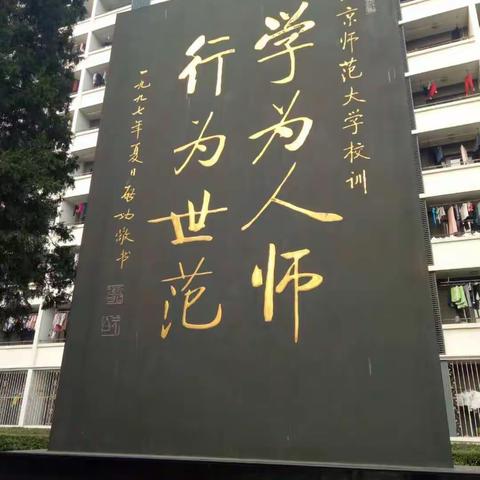 京师范大学校训
学为人师
行为世范
一九九七年夏日启功敬书